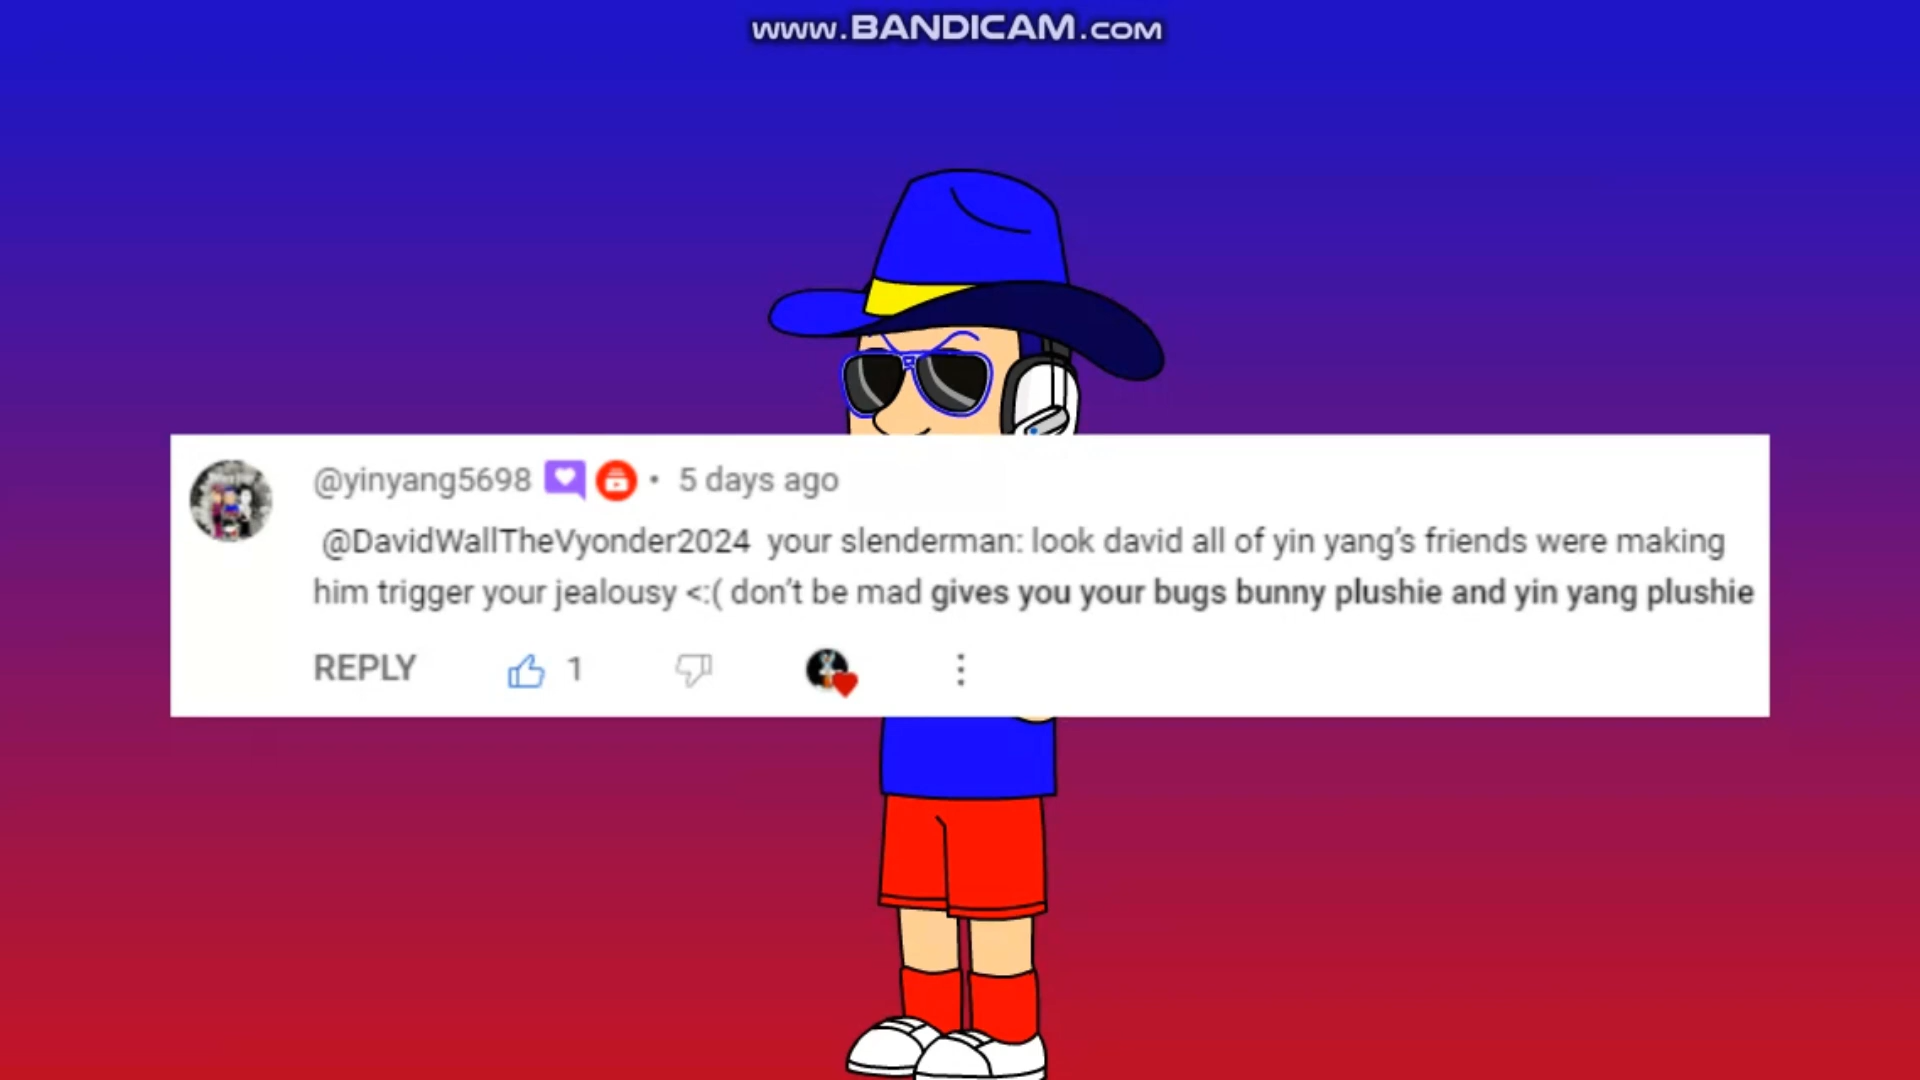 www.BANDICAM.COM
@yinyang5698 • 5 days ago
@DavidWallTheVyonder2024 your slenderman: look david all of yin yang’s friends were making
him trigger your jealousy <:( don’t be mad gives you your bugs bunny plushie and yin yang plushie
REPLY 1